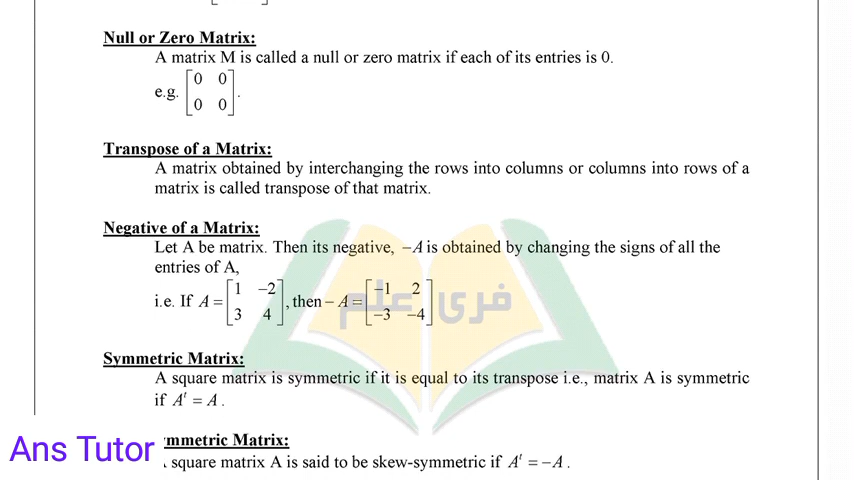 Null or Zero Matrix:
A matrix M is called a null or zero matrix if each of its entries is 0.
e.g. [0 0
0 0].
Transpose of a Matrix:
A matrix obtained by interchanging the rows into columns or columns into rows of a
matrix is called transpose of that matrix.
Negative of a Matrix:
Let A be matrix. Then its negative, −A is obtained by changing the signs of all the
entries of A,
i.e. If A = [1 −2
3 4], then − A = [−1 2
−3 −4]
فری علم
Symmetric Matrix:
A square matrix is symmetric if it is equal to its transpose i.e., matrix A is symmetric
if Aᵗ = A .
mmetric Matrix:
square matrix A is said to be skew-symmetric if Aᵗ = −A .
Ans Tutor